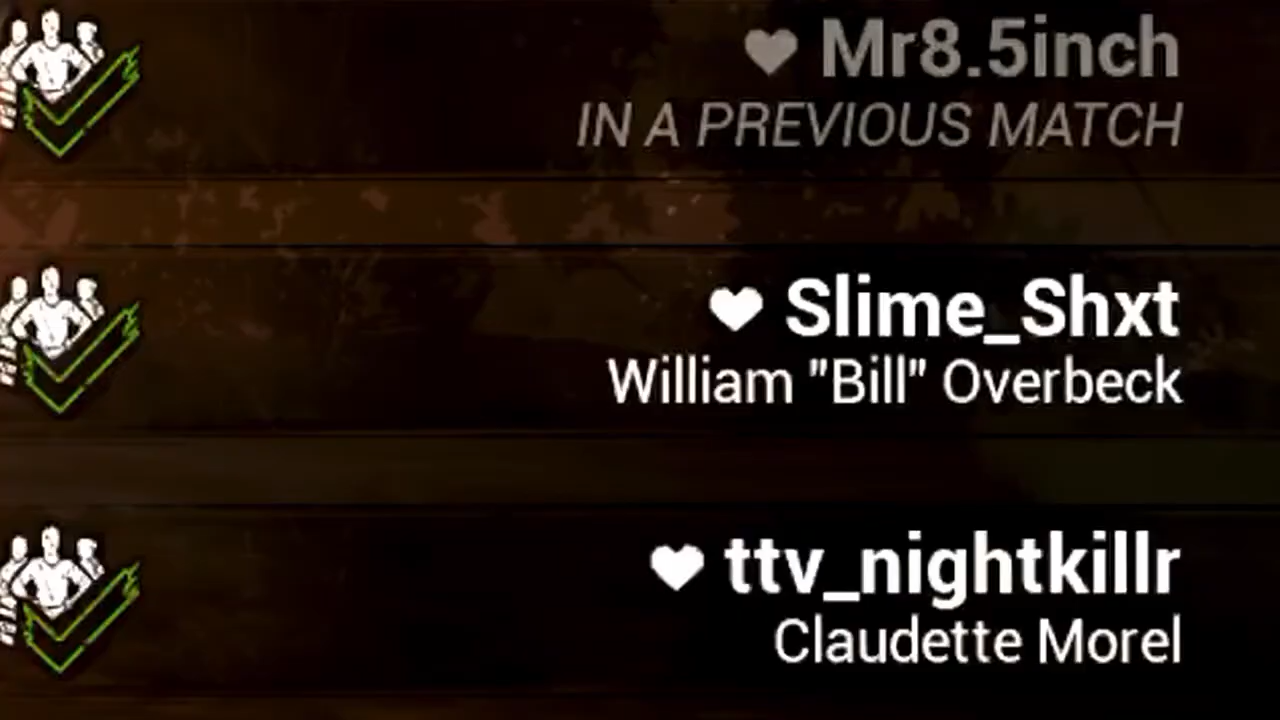 Mr8.5inch
IN A PREVIOUS MATCH
Slime_Shxt
William "Bill" Overbeck
ttv_nightkillr
Claudette Morel